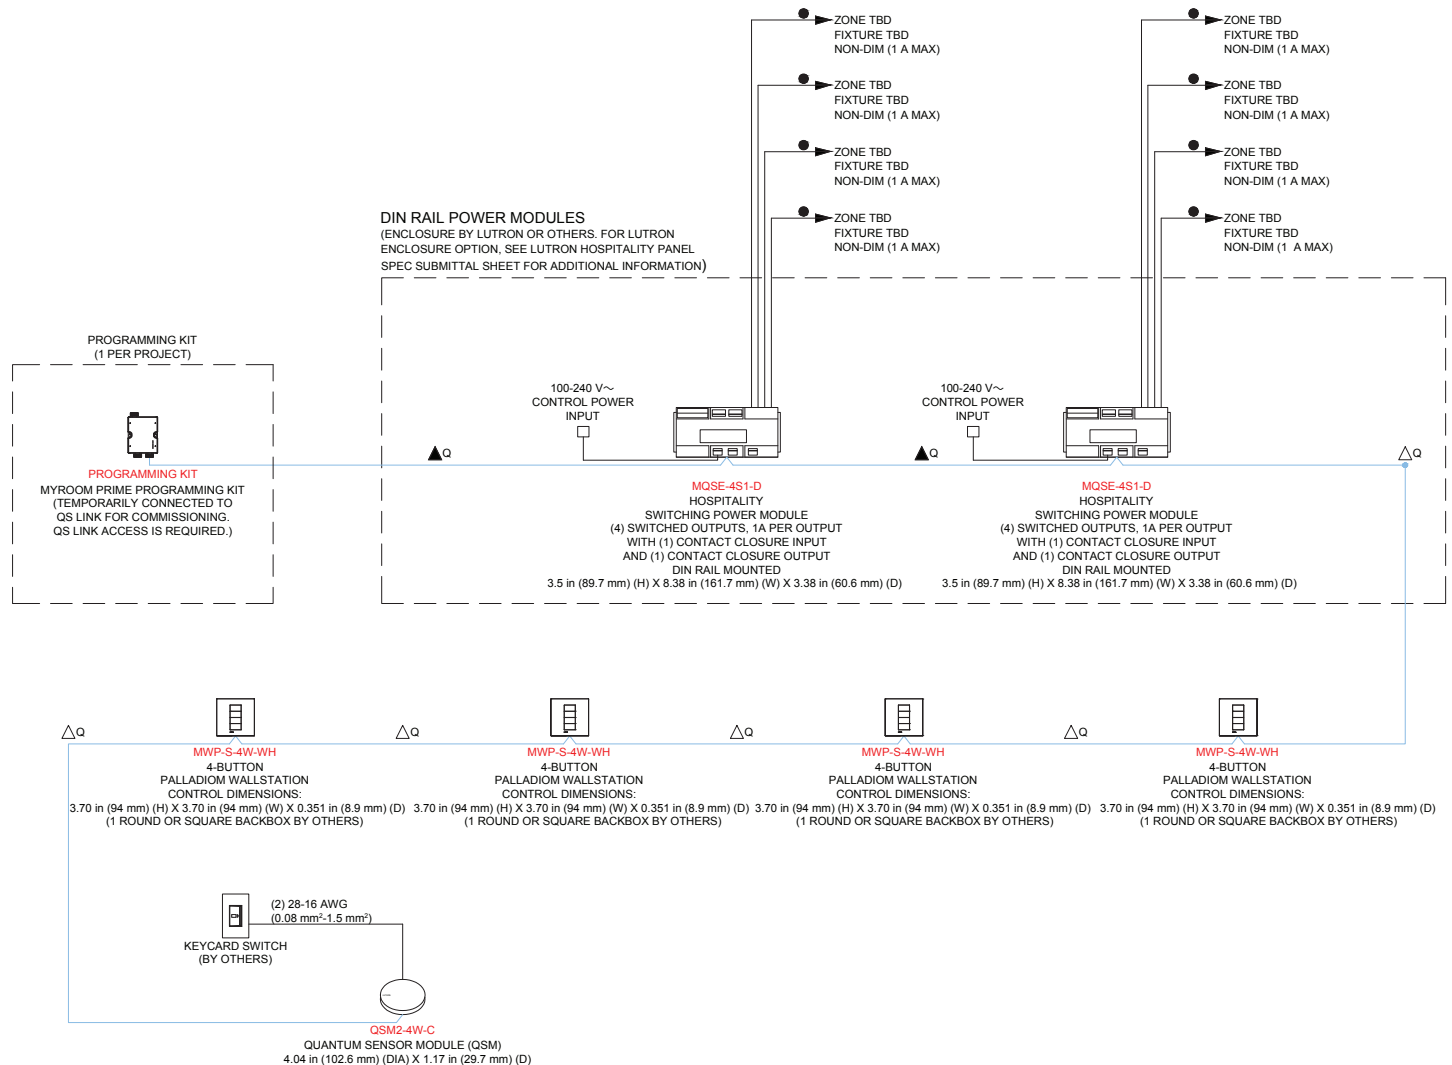 ZONE TBD
FIXTURE TBD
NON-DIM (1 A MAX)
ZONE TBD
FIXTURE TBD
NON-DIM (1 A MAX)
ZONE TBD
FIXTURE TBD
NON-DIM (1 A MAX)
ZONE TBD
FIXTURE TBD
NON-DIM (1 A MAX)
ZONE TBD
FIXTURE TBD
NON-DIM (1 A MAX)
ZONE TBD
FIXTURE TBD
NON-DIM (1 A MAX)
ZONE TBD
FIXTURE TBD
NON-DIM (1 A MAX)
ZONE TBD
FIXTURE TBD
NON-DIM (1 A MAX)
DIN RAIL POWER MODULES
(ENCLOSURE BY LUTRON OR OTHERS. FOR LUTRON
ENCLOSURE OPTION, SEE LUTRON HOSPITALITY PANEL
SPEC SUBMITTAL SHEET FOR ADDITIONAL INFORMATION)
PROGRAMMING KIT
(1 PER PROJECT)
PROGRAMMING KIT
MYROOM PRIME PROGRAMMING KIT
(TEMPORARILY CONNECTED TO
QS LINK FOR COMMISSIONING.
QS LINK ACCESS IS REQUIRED.)
Q
100-240 V~
CONTROL POWER
INPUT
MQSE-4S1-D
HOSPITALITY
SWITCHING POWER MODULE
(4) SWITCHED OUTPUTS, 1A PER OUTPUT
WITH (1) CONTACT CLOSURE INPUT
AND (1) CONTACT CLOSURE OUTPUT
DIN RAIL MOUNTED
3.5 in (89.7 mm) (H) X 8.38 in (161.7 mm) (W) X 3.38 in (60.6 mm) (D)
Q
100-240 V~
CONTROL POWER
INPUT
MQSE-4S1-D
HOSPITALITY
SWITCHING POWER MODULE
(4) SWITCHED OUTPUTS, 1A PER OUTPUT
WITH (1) CONTACT CLOSURE INPUT
AND (1) CONTACT CLOSURE OUTPUT
DIN RAIL MOUNTED
3.5 in (89.7 mm) (H) X 8.38 in (161.7 mm) (W) X 3.38 in (60.6 mm) (D)
Q
Q
MWP-S-4W-WH
4-BUTTON
PALLADIOM WALLSTATION
CONTROL DIMENSIONS:
3.70 in (94 mm) (H) X 3.70 in (94 mm) (W) X 0.351 in (8.9 mm) (D)
(1 ROUND OR SQUARE BACKBOX BY OTHERS)
Q
MWP-S-4W-WH
4-BUTTON
PALLADIOM WALLSTATION
CONTROL DIMENSIONS:
3.70 in (94 mm) (H) X 3.70 in (94 mm) (W) X 0.351 in (8.9 mm) (D)
(1 ROUND OR SQUARE BACKBOX BY OTHERS)
Q
MWP-S-4W-WH
4-BUTTON
PALLADIOM WALLSTATION
CONTROL DIMENSIONS:
3.70 in (94 mm) (H) X 3.70 in (94 mm) (W) X 0.351 in (8.9 mm) (D)
(1 ROUND OR SQUARE BACKBOX BY OTHERS)
Q
MWP-S-4W-WH
4-BUTTON
PALLADIOM WALLSTATION
CONTROL DIMENSIONS:
3.70 in (94 mm) (H) X 3.70 in (94 mm) (W) X 0.351 in (8.9 mm) (D)
(1 ROUND OR SQUARE BACKBOX BY OTHERS)
(2) 28-16 AWG
(0.08 mm²-1.5 mm²)
KEYCARD SWITCH
(BY OTHERS)
QSM2-4W-C
QUANTUM SENSOR MODULE (QSM)
4.04 in (102.6 mm) (DIA) X 1.17 in (29.7 mm) (D)